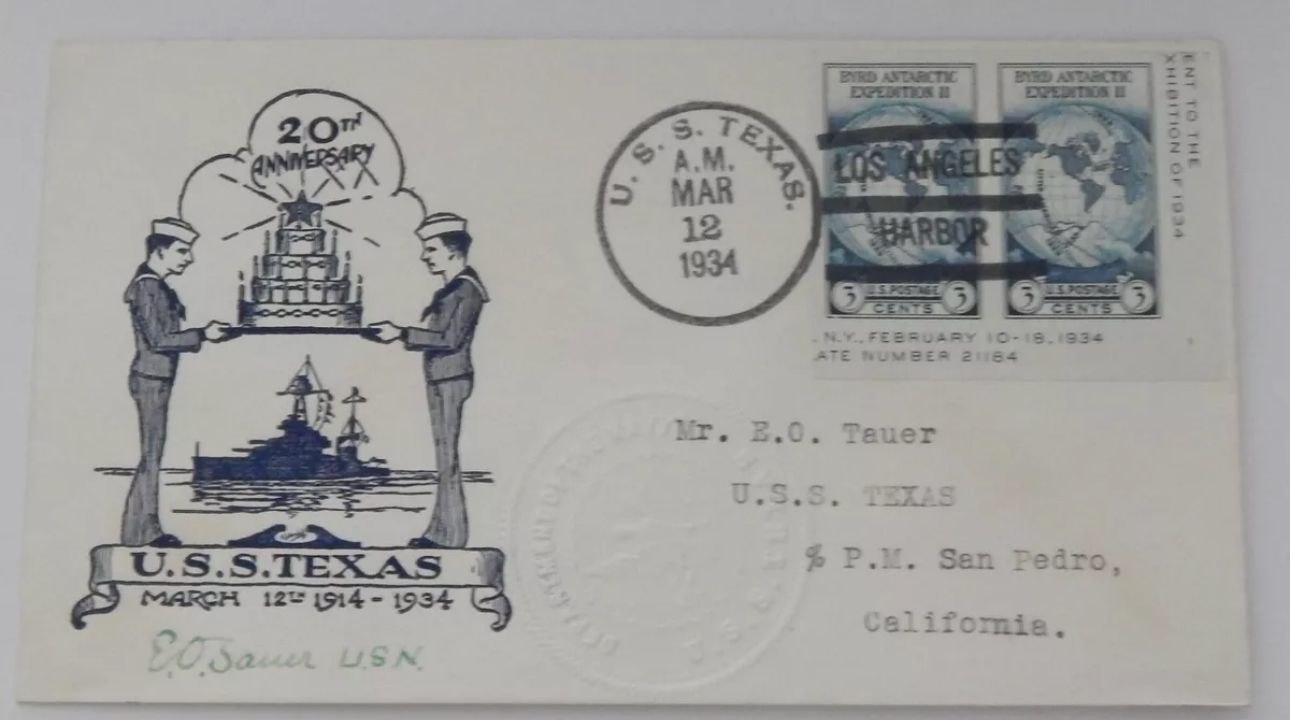 20TH
ANNIVERSARY
U.S.S.TEXAS
MARCH 12TH 1914-1934
E.O. Tauer U.S.N.
U. S. S. TEXAS.
A.M.
MAR
12
1934
LOS ANGELES
HARBOR
BYRD ANTARCTIC
EXPEDITION II
3 U.S. POSTAGE 3
CENTS
BYRD ANTARCTIC
EXPEDITION II
3 U.S. POSTAGE 3
CENTS
ENT TO THE
XHIBITION OF 1934
. N.Y., FEBRUARY 10-18, 1934
ATE NUMBER 21184
Mr. E.O. Tauer
U.S.S. TEXAS
% P.M. San Pedro,
California.